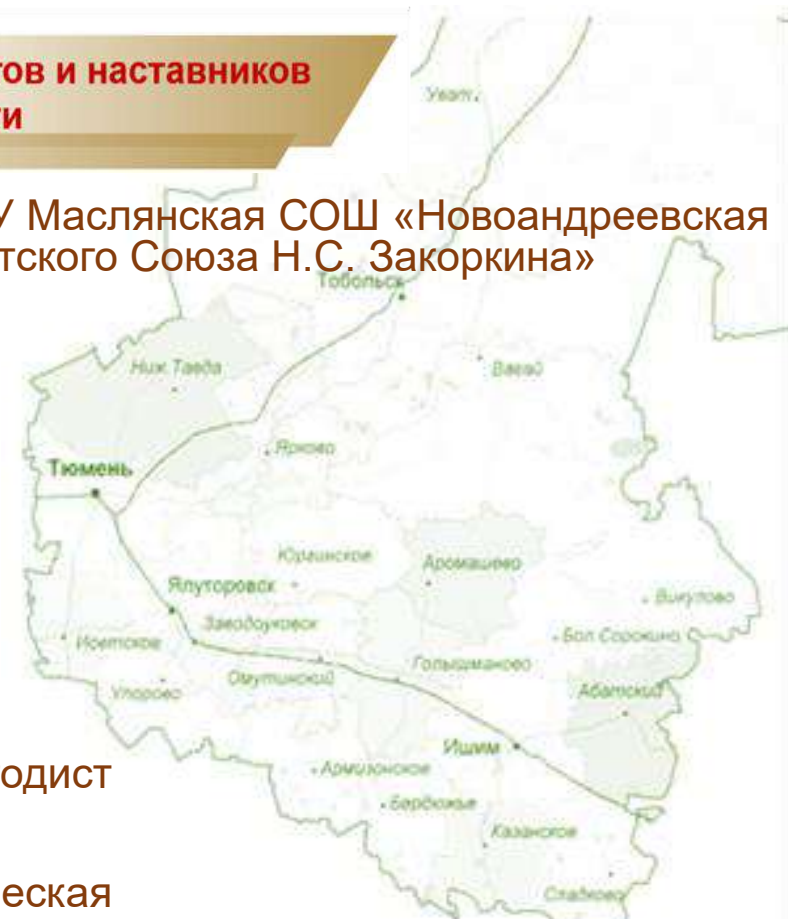 тов и наставников
ти
Уват
У Маслянская СОШ «Новоандреевская
тского Союза Н.С. Закоркина»
Тобольск
Ниж Тавда
Вагай
Ярково
Тюмень
Юргинское
Аромашево
Ялуторовск
Викулово
Заводоуковск
Исетское
Бол Сорокино
Омутинский
Голышманово
Упорово
Абатский
Ишим
одист
Армизонское
Бердюжье
Казанское
Сладково
еская